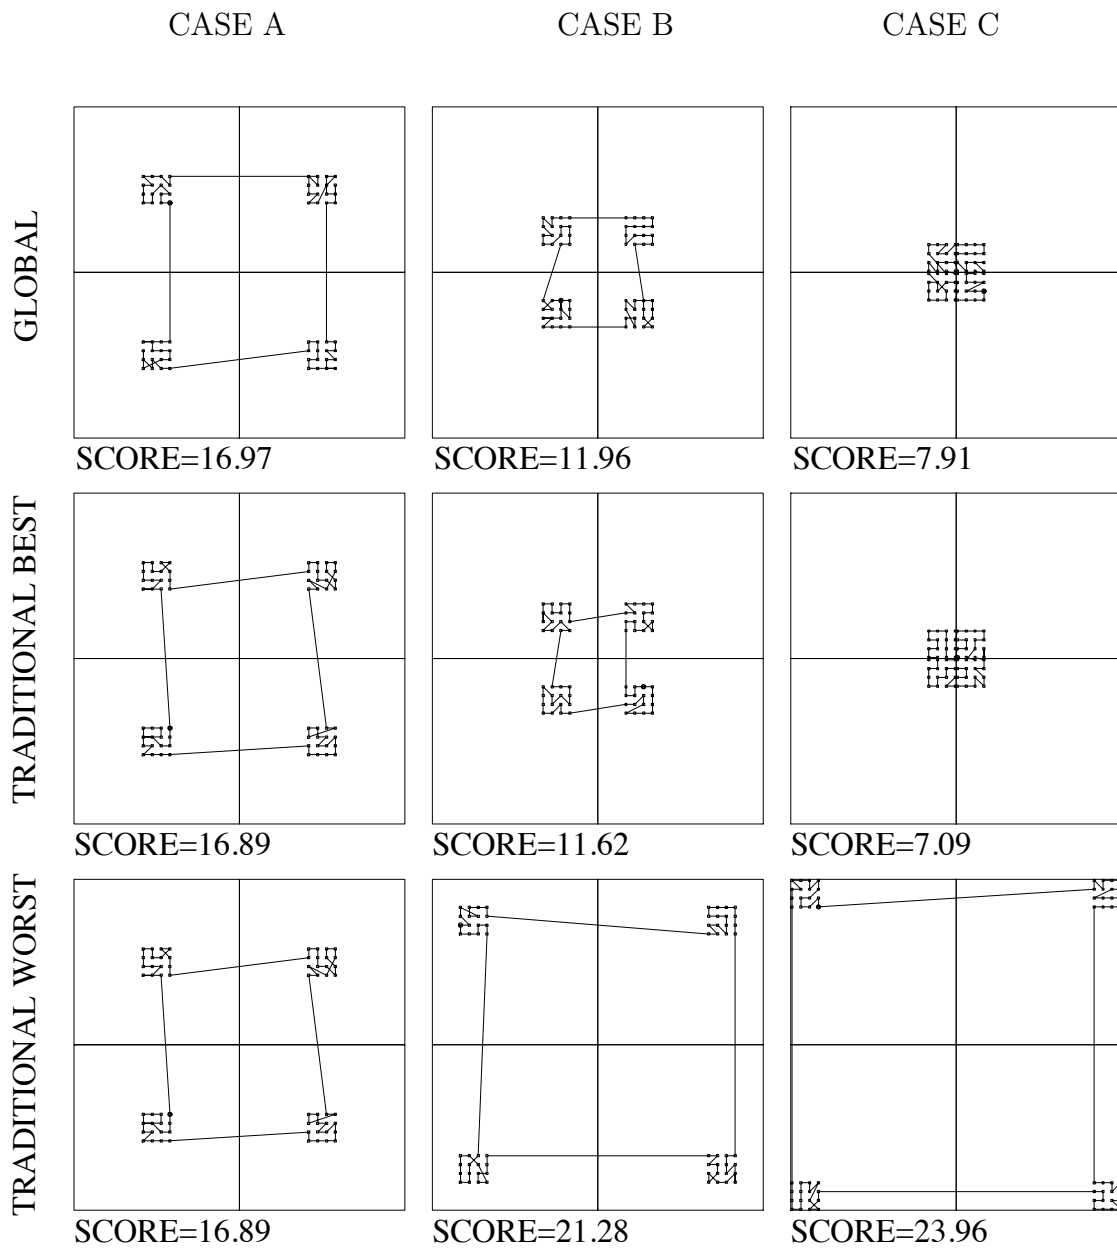 CASE A
CASE B
CASE C
GLOBAL
SCORE=16.97
SCORE=11.96
SCORE=7.91
TRADITIONAL BEST
SCORE=16.89
SCORE=11.62
SCORE=7.09
TRADITIONAL WORST
SCORE=16.89
SCORE=21.28
SCORE=23.96